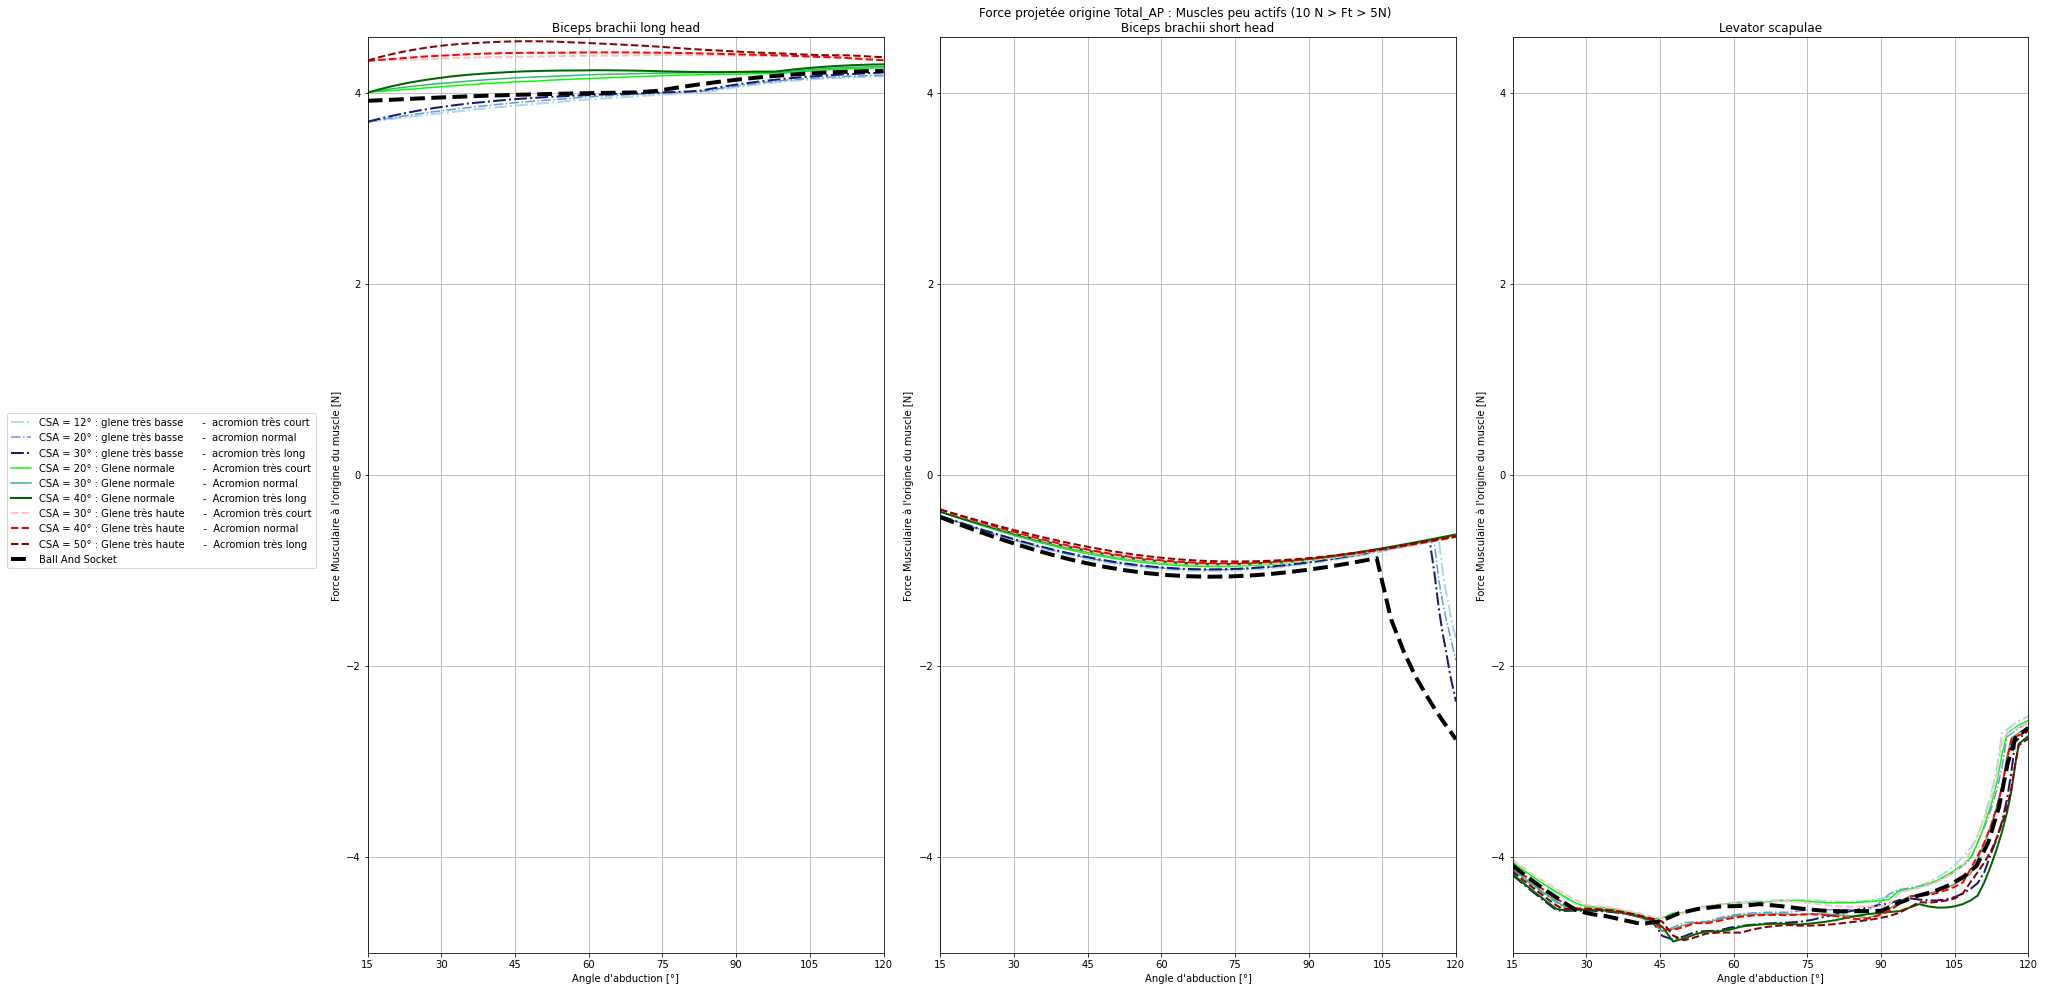 Force projetée origine Total_AP : Muscles peu actifs (10 N > Ft > 5N)
Biceps brachii long head
Biceps brachii short head
Levator scapulae
CSA = 12° : glene très basse - acromion très court
CSA = 20° : glene très basse - acromion normal
CSA = 30° : glene très basse - acromion très long
CSA = 20° : Glene normale - Acromion très court
CSA = 30° : Glene normale - Acromion normal
CSA = 40° : Glene normale - Acromion très long
CSA = 30° : Glene très haute - Acromion très court
CSA = 40° : Glene très haute - Acromion normal
CSA = 50° : Glene très haute - Acromion très long
Ball And Socket
Force Musculaire à l'origine du muscle [N]
4
2
0
−2
−4
15 30 45 60 75 90 105 120
Angle d'abduction [°]
Force Musculaire à l'origine du muscle [N]
4
2
0
−2
−4
15 30 45 60 75 90 105 120
Angle d'abduction [°]
Force Musculaire à l'origine du muscle [N]
4
2
0
−2
−4
15 30 45 60 75 90 105 120
Angle d'abduction [°]